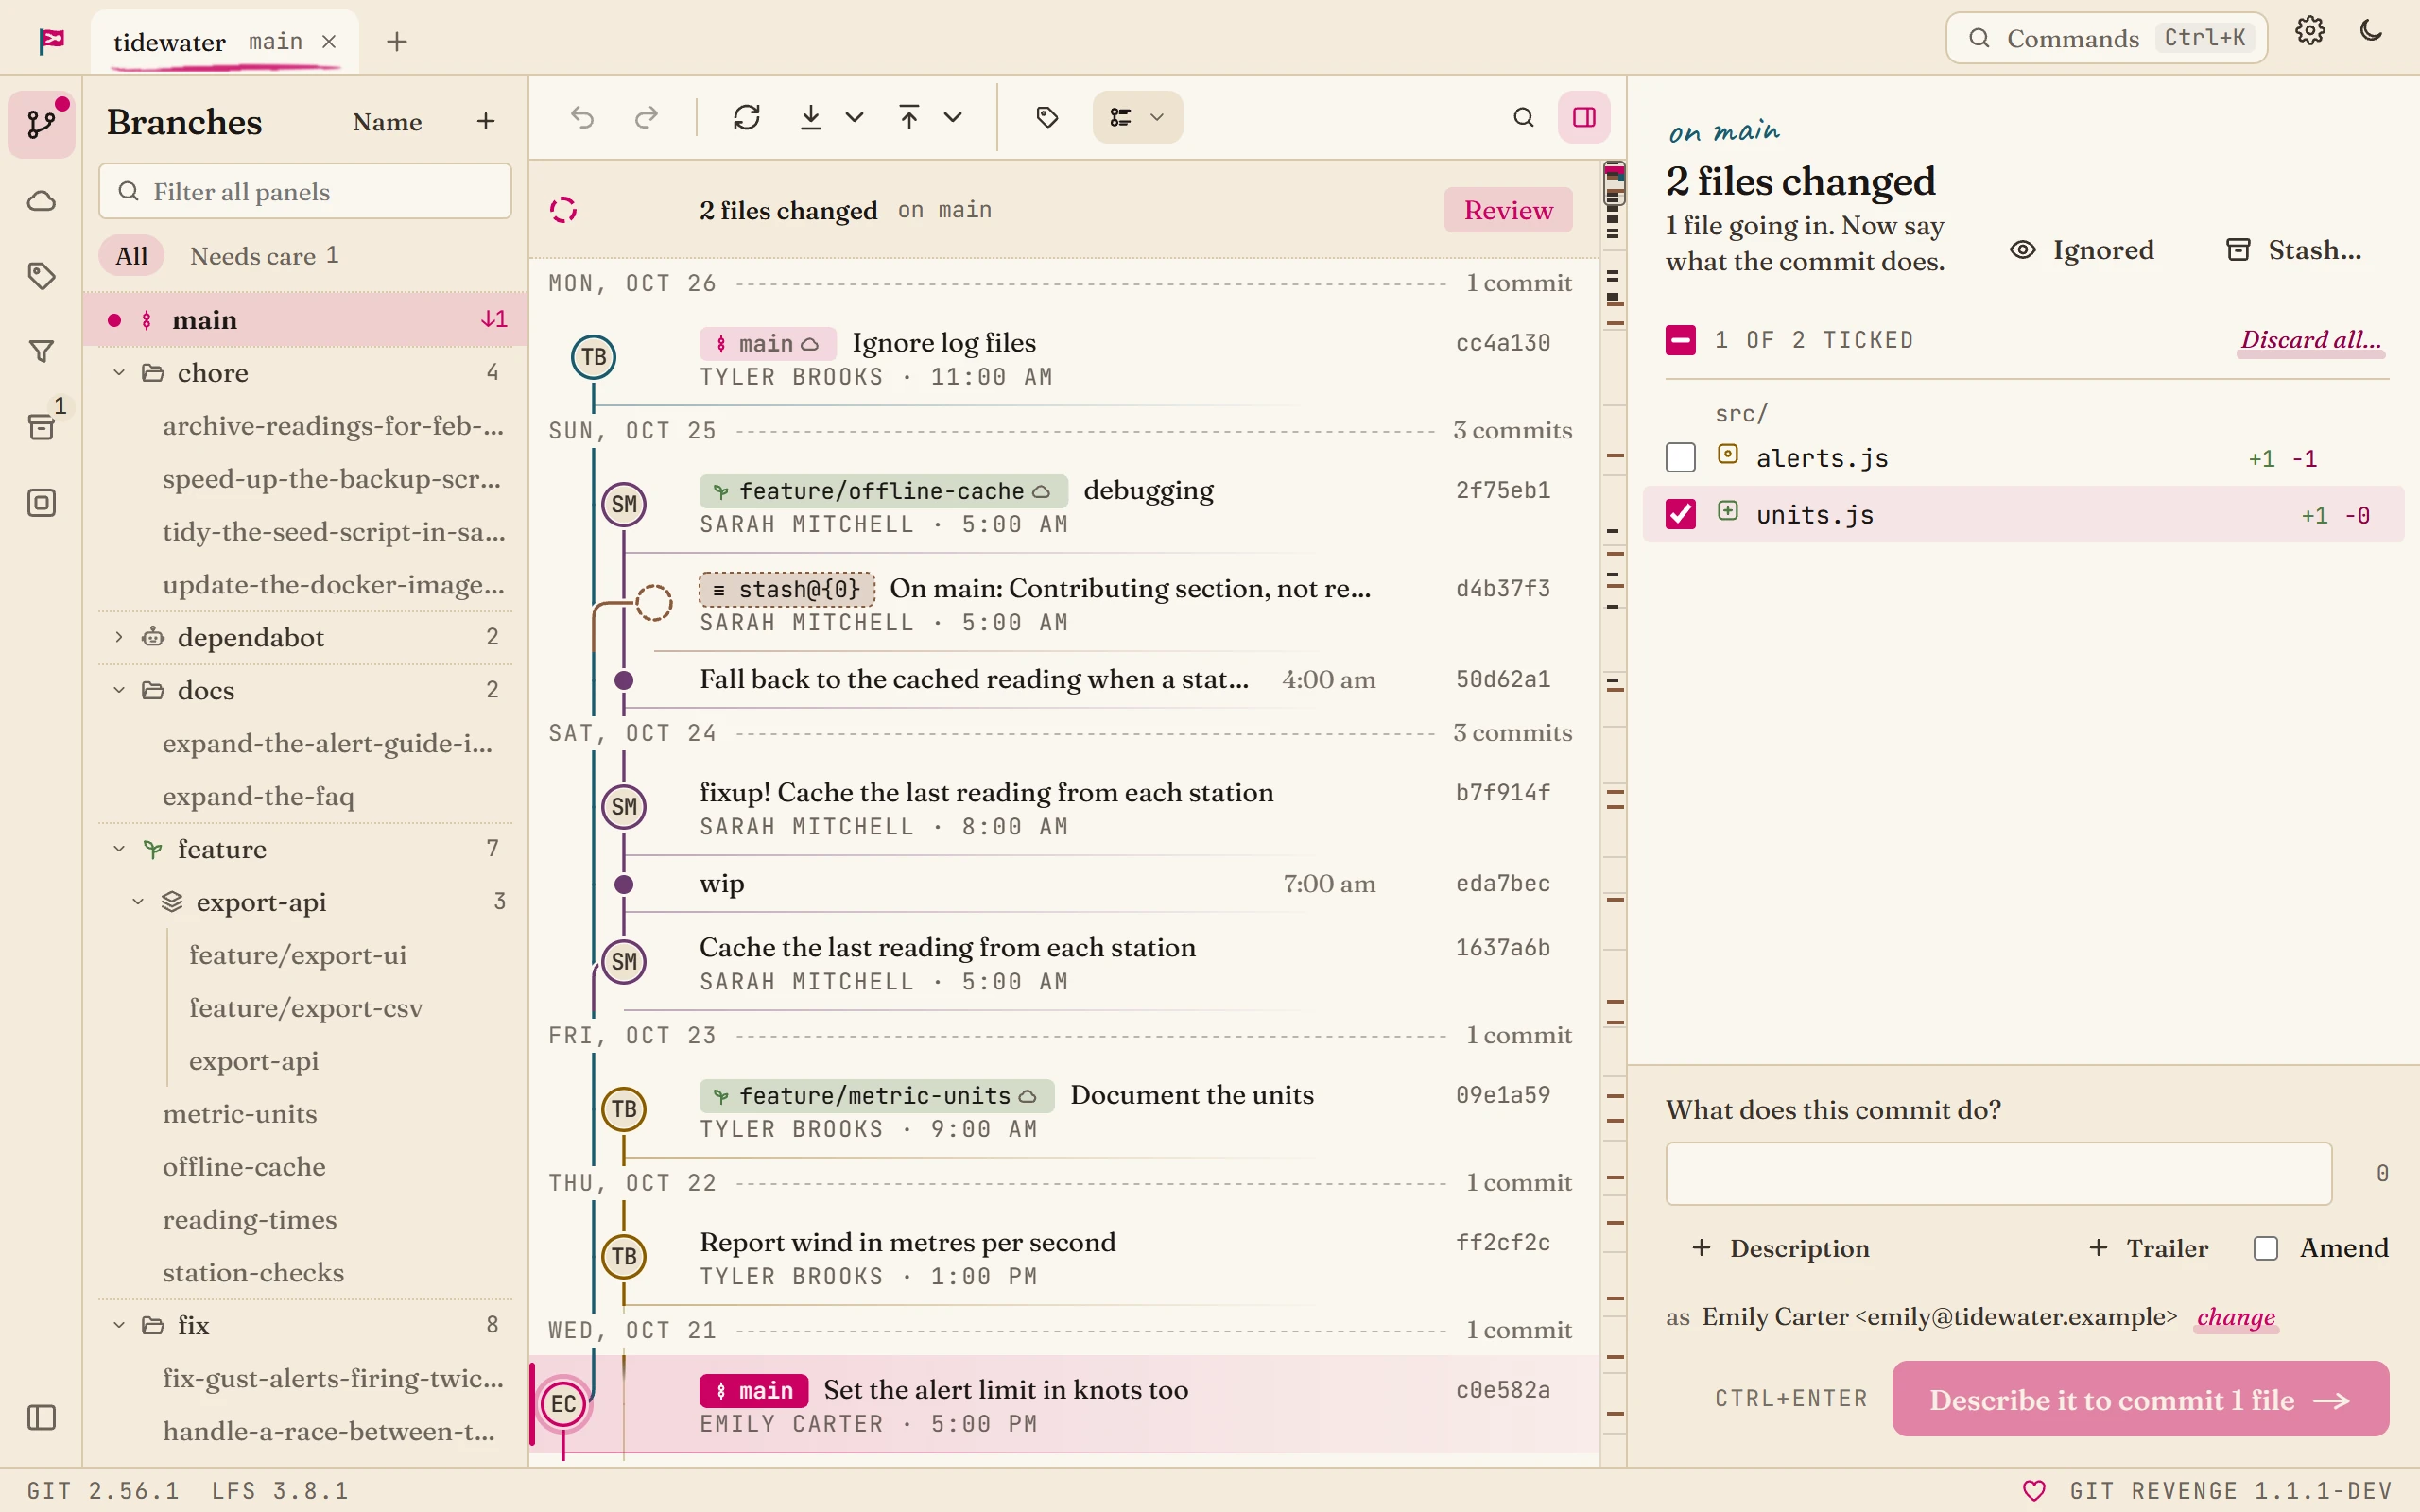 tidewater main
Commands Ctrl+K
Branches Name
Filter all panels
All Needs care 1
main ↓1
chore 4
archive-readings-for-feb-...
speed-up-the-backup-scr...
tidy-the-seed-script-in-sa...
update-the-docker-image...
dependabot 2
docs 2
expand-the-alert-guide-i...
expand-the-faq
feature 7
export-api 3
feature/export-ui
feature/export-csv
export-api
metric-units
offline-cache
reading-times
station-checks
fix 8
fix-gust-alerts-firing-twic...
handle-a-race-between-t...
1
2 files changed on main Review
MON, OCT 26 1 commit
TB main Ignore log files cc4a130
TYLER BROOKS · 11:00 AM
SUN, OCT 25 3 commits
SM feature/offline-cache debugging 2f75eb1
SARAH MITCHELL · 5:00 AM
stash@{0} On main: Contributing section, not re... d4b37f3
SARAH MITCHELL · 5:00 AM
Fall back to the cached reading when a stat... 4:00 am 50d62a1
SAT, OCT 24 3 commits
SM fixup! Cache the last reading from each station b7f914f
SARAH MITCHELL · 8:00 AM
wip 7:00 am eda7bec
SM Cache the last reading from each station 1637a6b
SARAH MITCHELL · 5:00 AM
FRI, OCT 23 1 commit
TB feature/metric-units Document the units 09e1a59
TYLER BROOKS · 9:00 AM
THU, OCT 22 1 commit
TB Report wind in metres per second ff2cf2c
TYLER BROOKS · 1:00 PM
WED, OCT 21 1 commit
EC main Set the alert limit in knots too c0e582a
EMILY CARTER · 5:00 PM
on main
2 files changed
1 file going in. Now say
what the commit does.
Ignored Stash...
1 OF 2 TICKED Discard all...
src/
alerts.js +1 -1
units.js +1 -0
What does this commit do?
0
+ Description + Trailer Amend
as Emily Carter <emily@tidewater.example> change
CTRL+ENTER Describe it to commit 1 file →
GIT 2.56.1 LFS 3.8.1
GIT REVENGE 1.1.1-DEV